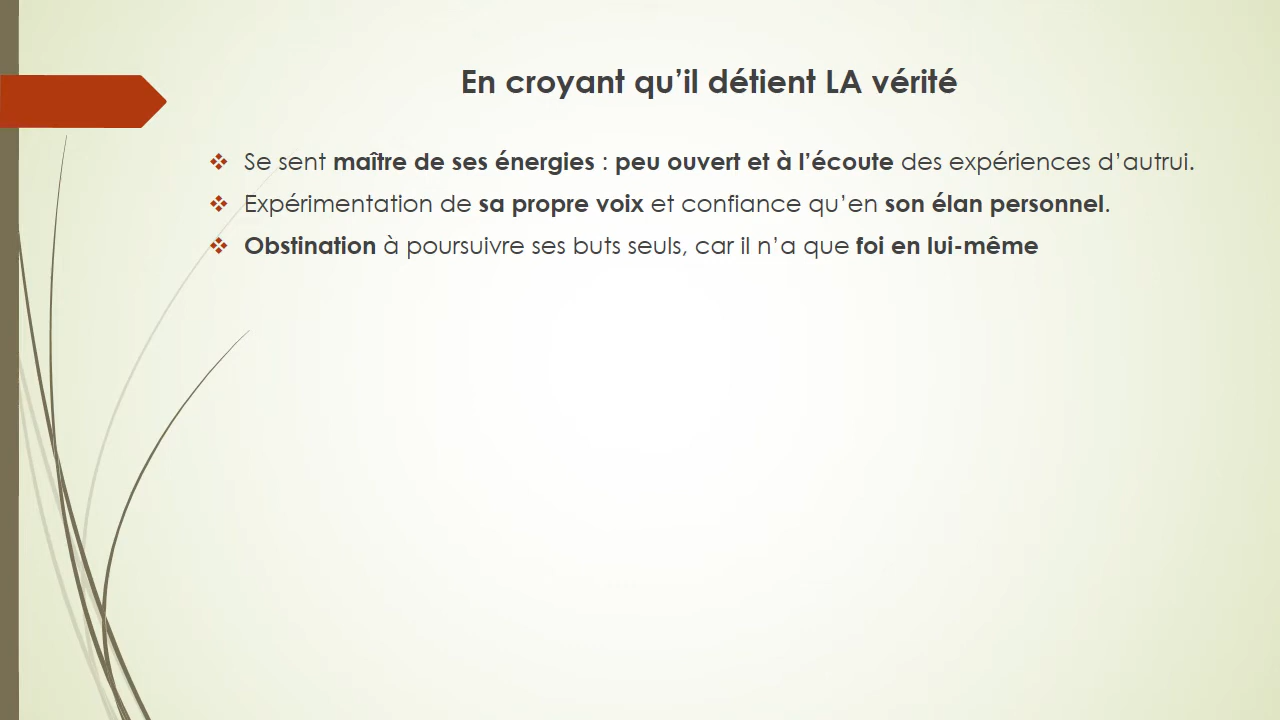 En croyant qu’il détient LA vérité
Se sent maître de ses énergies : peu ouvert et à l’écoute des expériences d’autrui.
Expérimentation de sa propre voix et confiance qu’en son élan personnel.
Obstination à poursuivre ses buts seuls, car il n’a que foi en lui-même